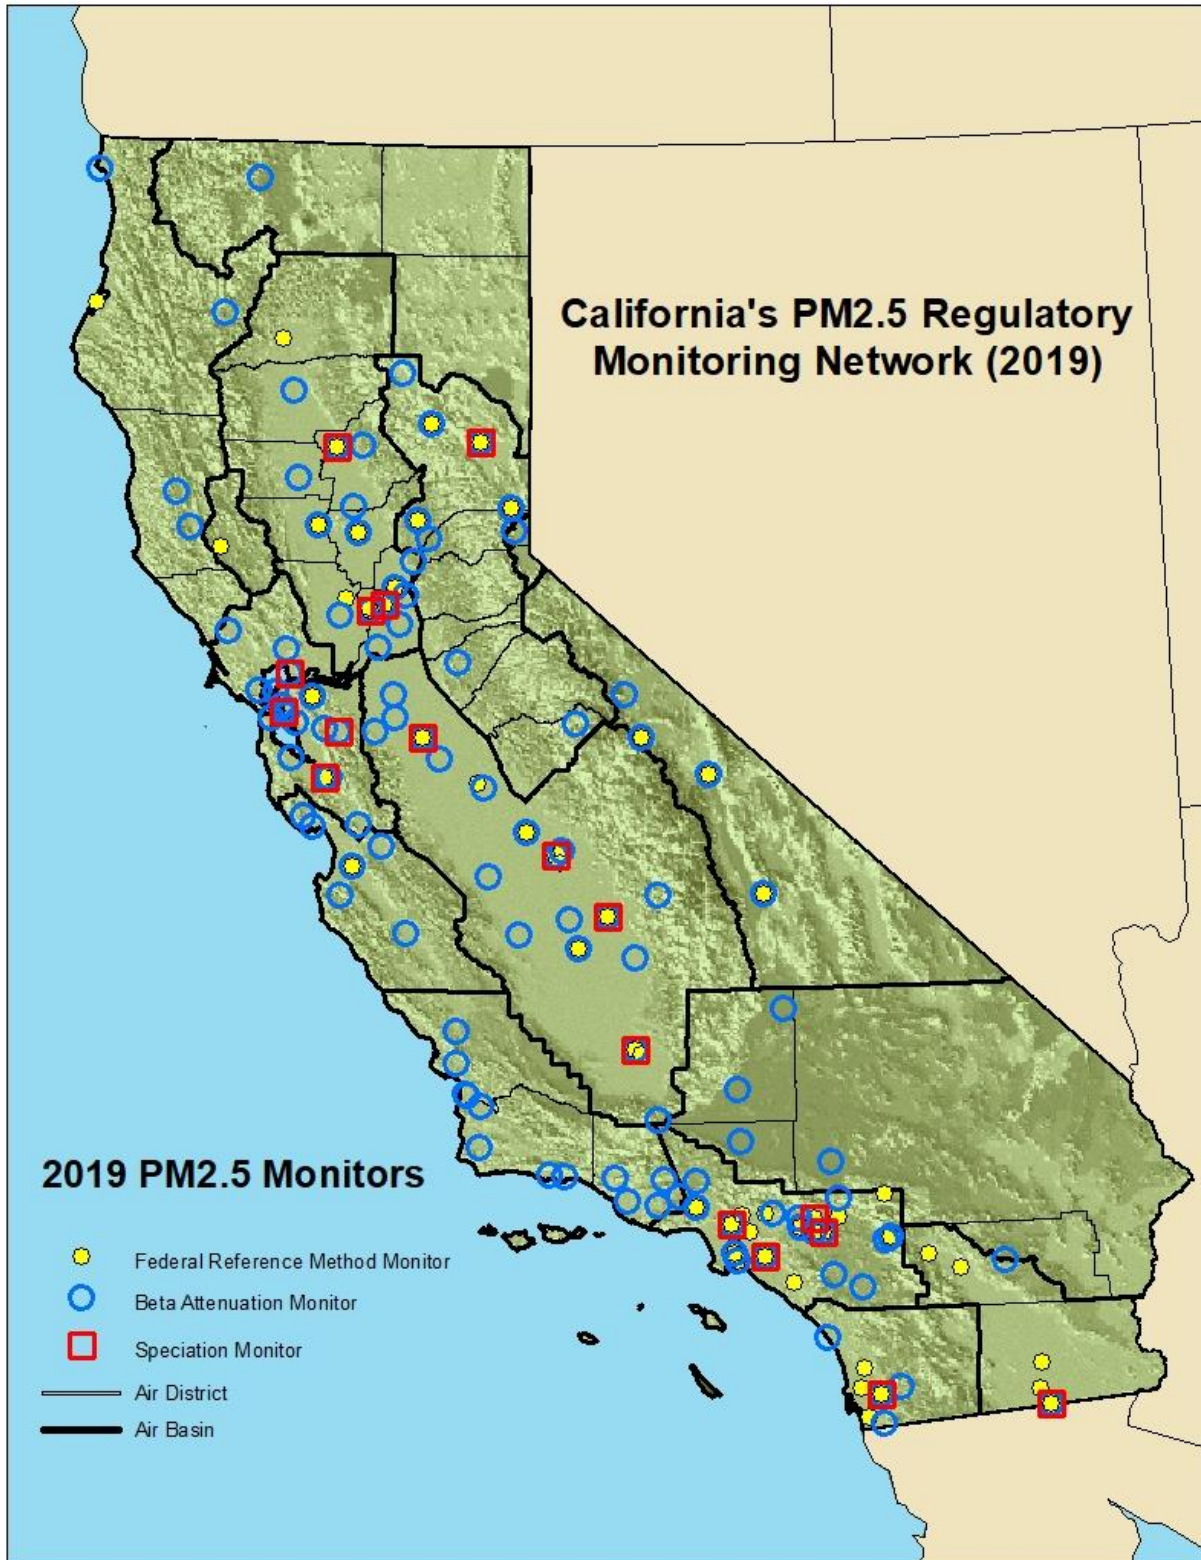 California's PM2.5 Regulatory
Monitoring Network (2019)
2019 PM2.5 Monitors
Federal Reference Method Monitor
Beta Attenuation Monitor
Speciation Monitor
Air District
Air Basin